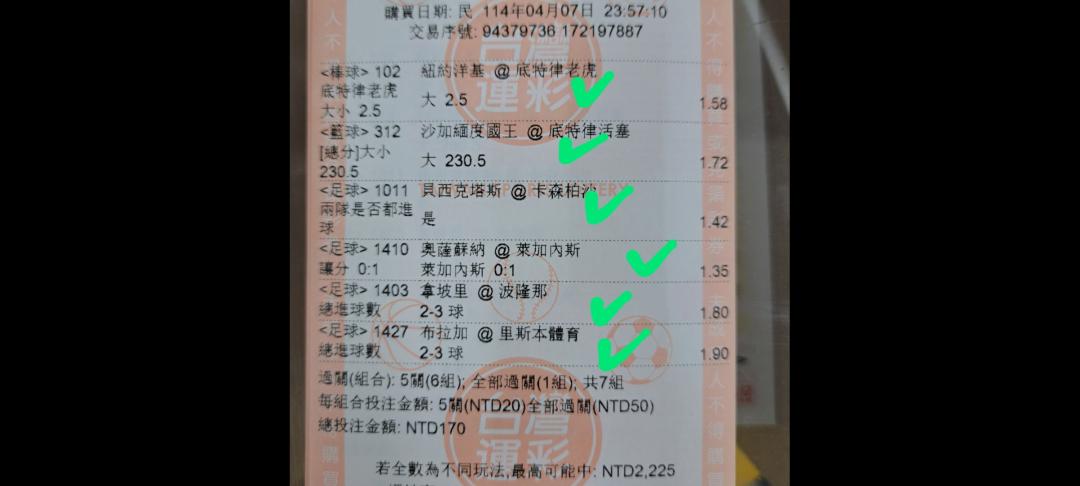 購買日期: 民 114年04月07日 23:57:10
交易序號: 94379736 172197887
<棒球> 102 紐約洋基 @ 底特律老虎
底特律老虎
大小 2.5 大 2.5 1.58
<籃球> 312 沙加緬度國王 @ 底特律活塞
[總分]大小
230.5 大 230.5 1.72
<足球> 1011 貝西克塔斯 @ 卡森柏沙
兩隊是否都進
球 是 1.42
<足球> 1410 奧薩蘇納 @ 萊加內斯
讓分 0:1 萊加內斯 0:1 1.35
<足球> 1403 拿坡里 @ 波隆那
總進球數 2-3 球 1.80
<足球> 1427 布拉加 @ 里斯本體育
總進球數 2-3 球 1.90
過關(組合): 5關(6組); 全部過關(1組); 共7組
每組合投注金額: 5關(NTD20)全部過關(NTD50)
總投注金額: NTD170
若全數為不同玩法,最高可能中: NTD2,225
台灣
運彩
台灣
運彩